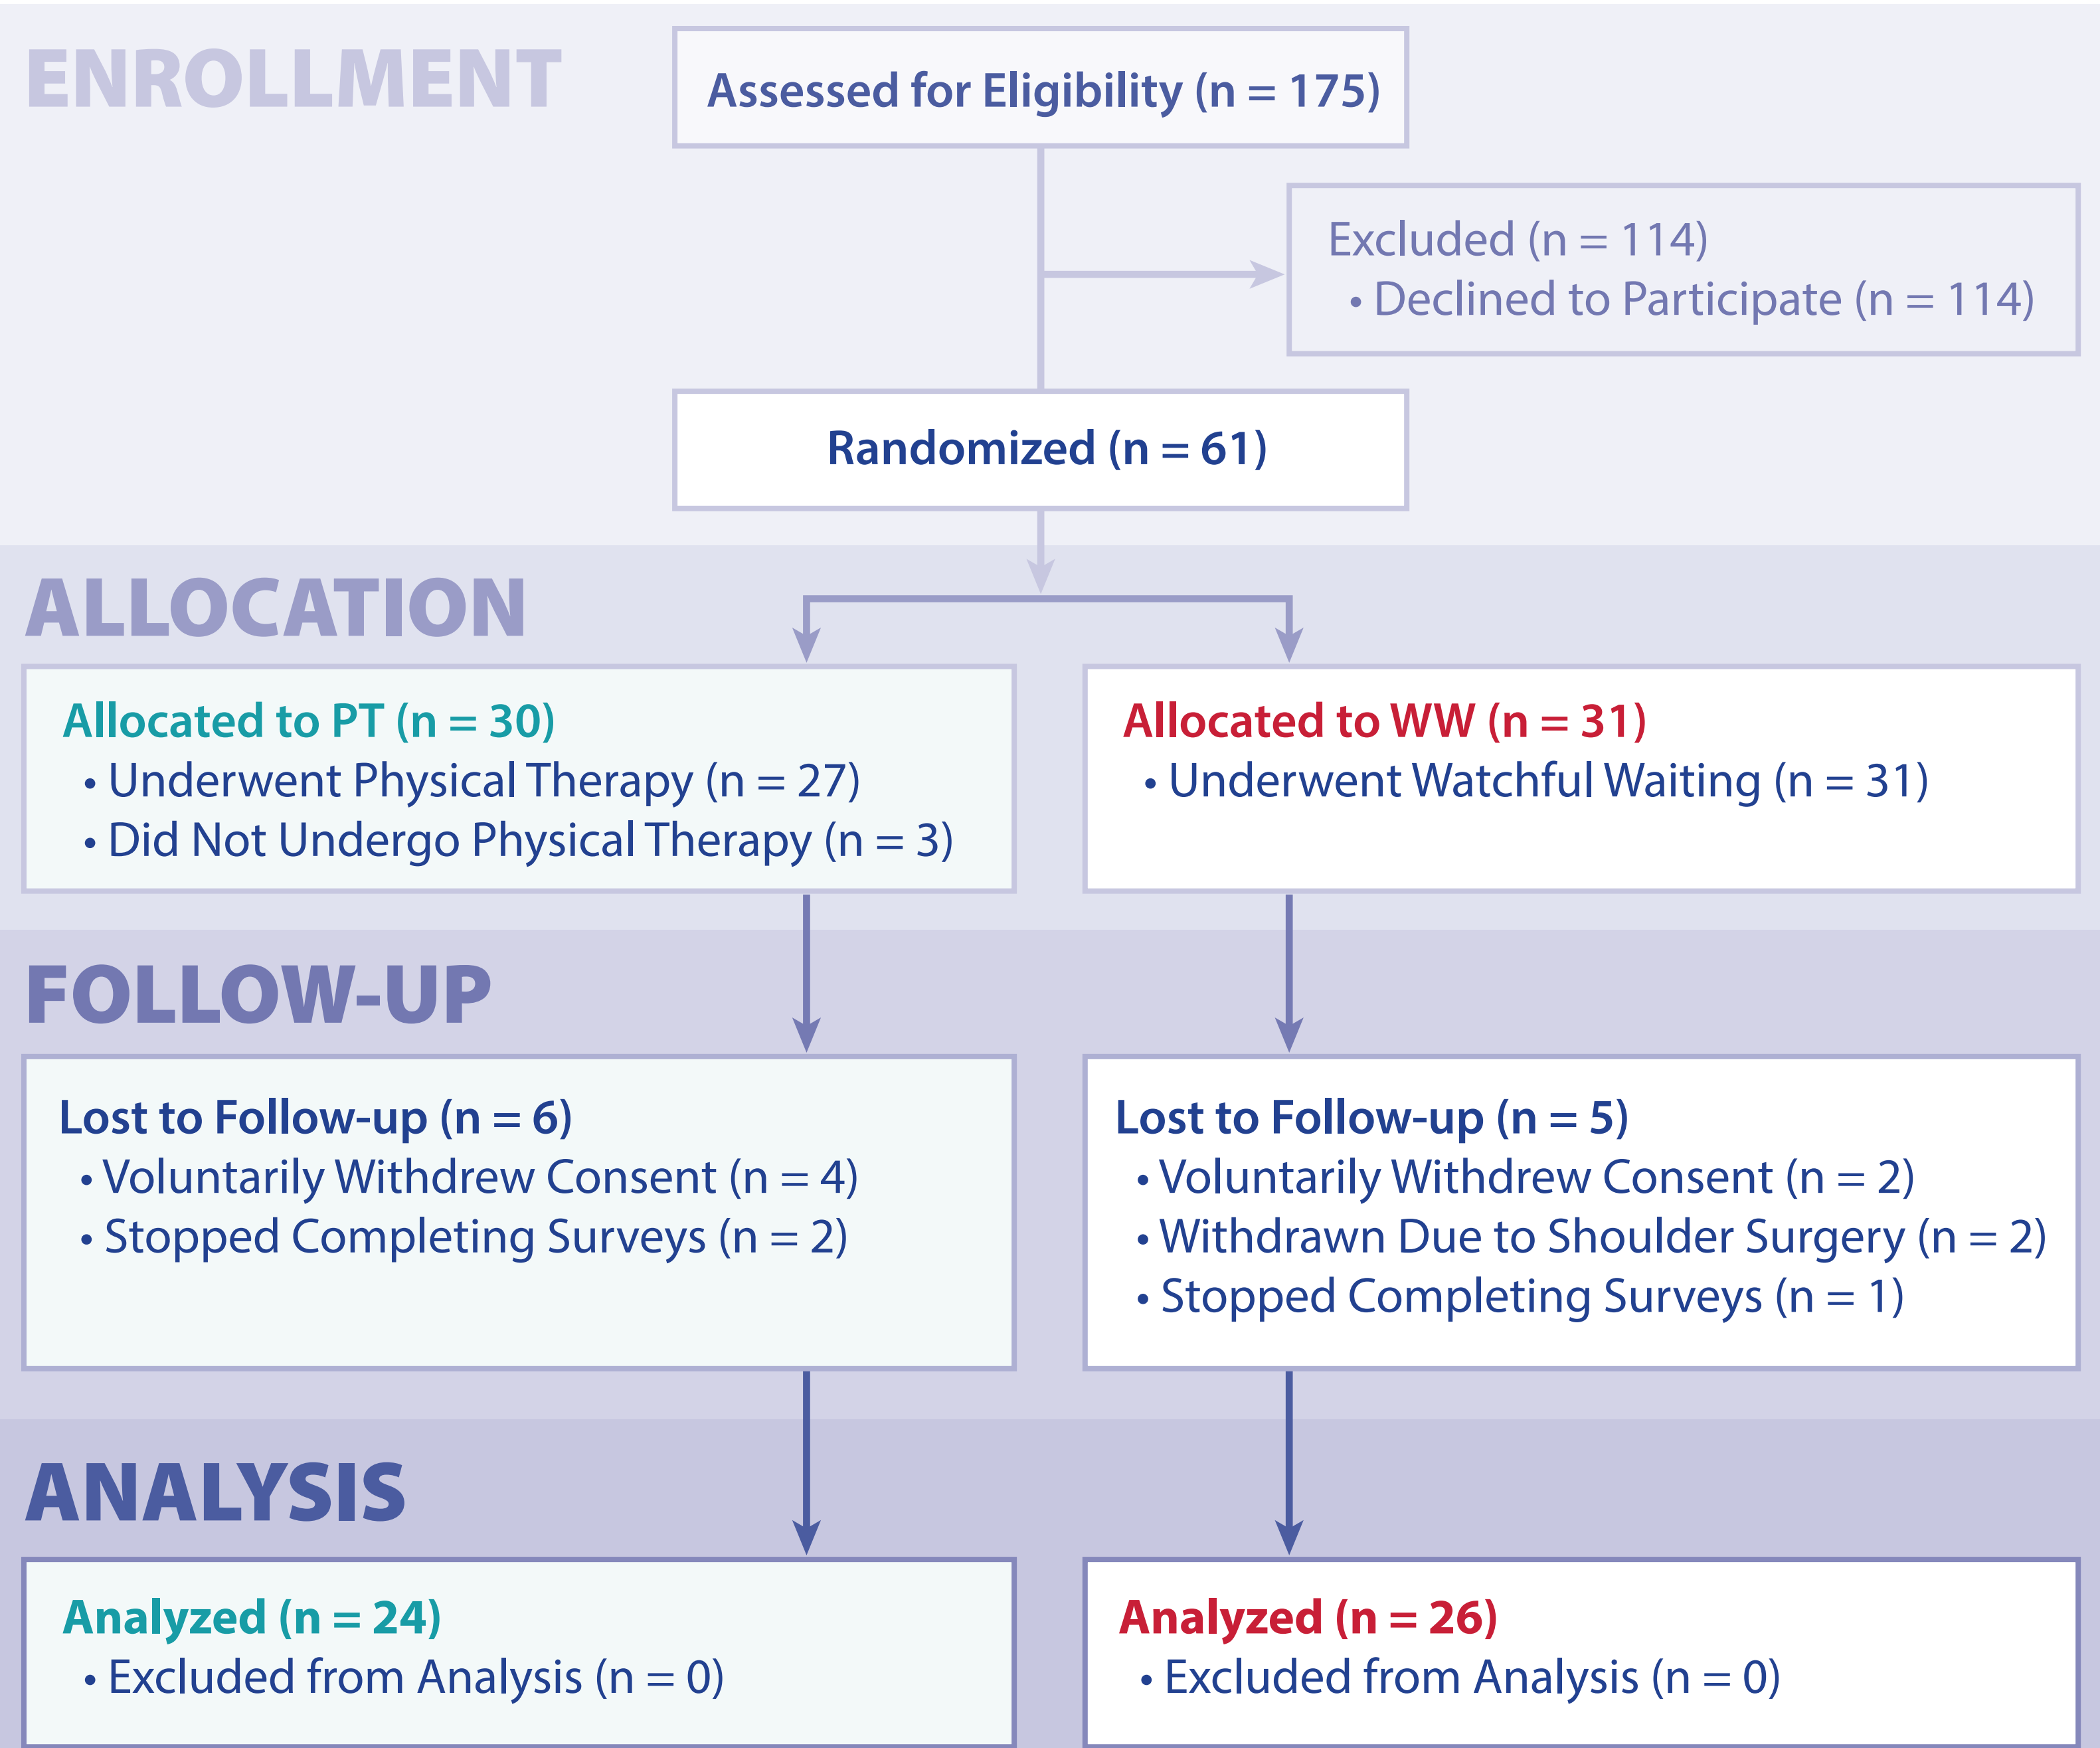 ENROLLMENT
Assessed for Eligibility (n = 175)
Excluded (n = 114)
• Declined to Participate (n = 114)
Randomized (n = 61)
ALLOCATION
Allocated to PT (n = 30)
• Underwent Physical Therapy (n = 27)
• Did Not Undergo Physical Therapy (n = 3)
Allocated to WW (n = 31)
• Underwent Watchful Waiting (n = 31)
FOLLOW-UP
Lost to Follow-up (n = 6)
• Voluntarily Withdrew Consent (n = 4)
• Stopped Completing Surveys (n = 2)
Lost to Follow-up (n = 5)
• Voluntarily Withdrew Consent (n = 2)
• Withdrawn Due to Shoulder Surgery (n = 2)
• Stopped Completing Surveys (n = 1)
ANALYSIS
Analyzed (n = 24)
• Excluded from Analysis (n = 0)
Analyzed (n = 26)
• Excluded from Analysis (n = 0)